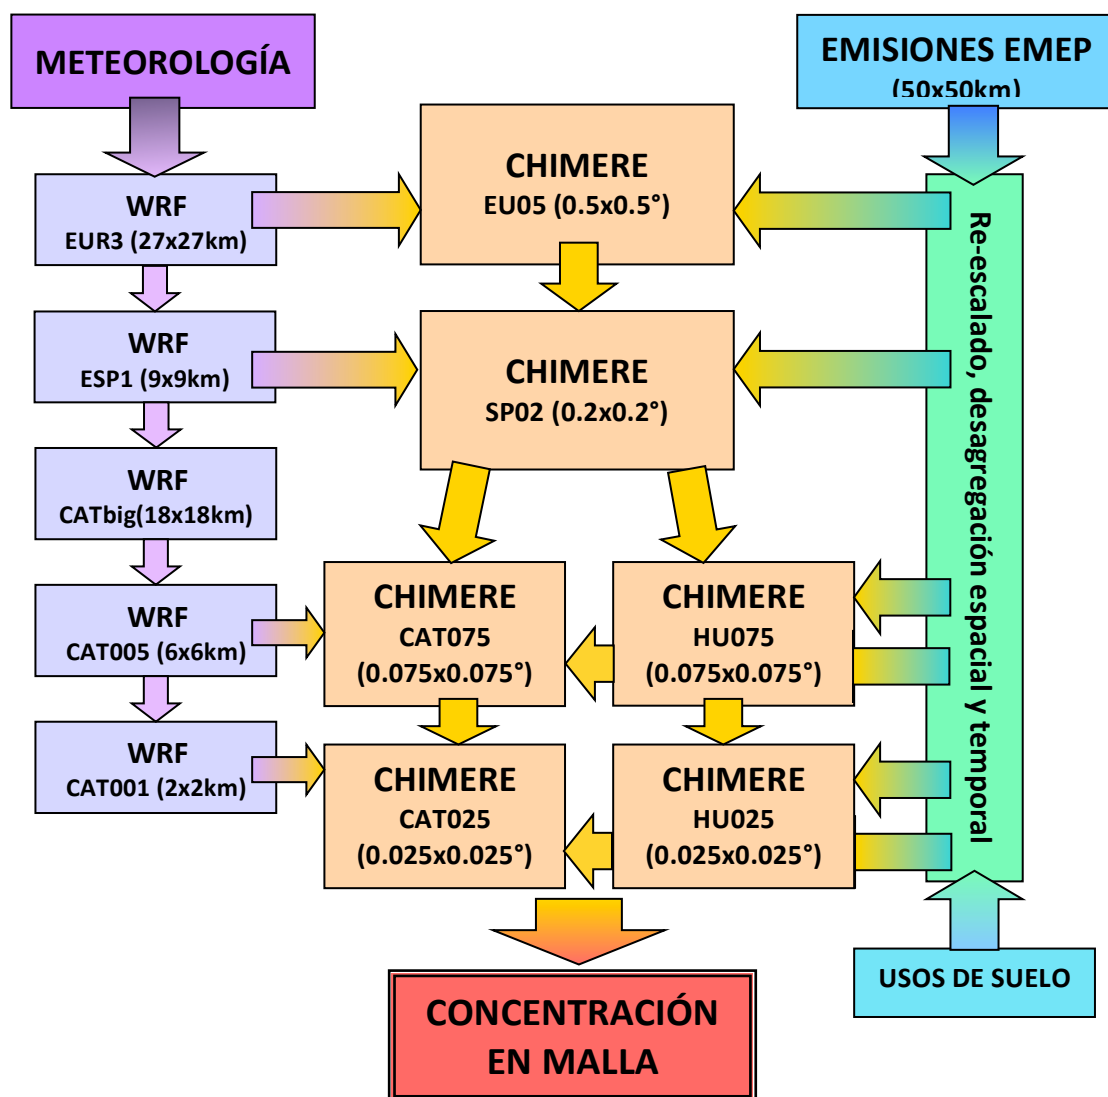 METEOROLOGÍA
EMISIONES EMEP
(50x50km)
WRF
EUR3 (27x27km)
CHIMERE
EU05 (0.5x0.5°)
WRF
ESP1 (9x9km)
CHIMERE
SP02 (0.2x0.2°)
WRF
CATbig(18x18km)
WRF
CAT005 (6x6km)
CHIMERE
CAT075
(0.075x0.075°)
CHIMERE
HU075
(0.075x0.075°)
WRF
CAT001 (2x2km)
CHIMERE
CAT025
(0.025x0.025°)
CHIMERE
HU025
(0.025x0.025°)
Re-escalado, desagregación espacial y temporal
USOS DE SUELO
CONCENTRACIÓN
EN MALLA